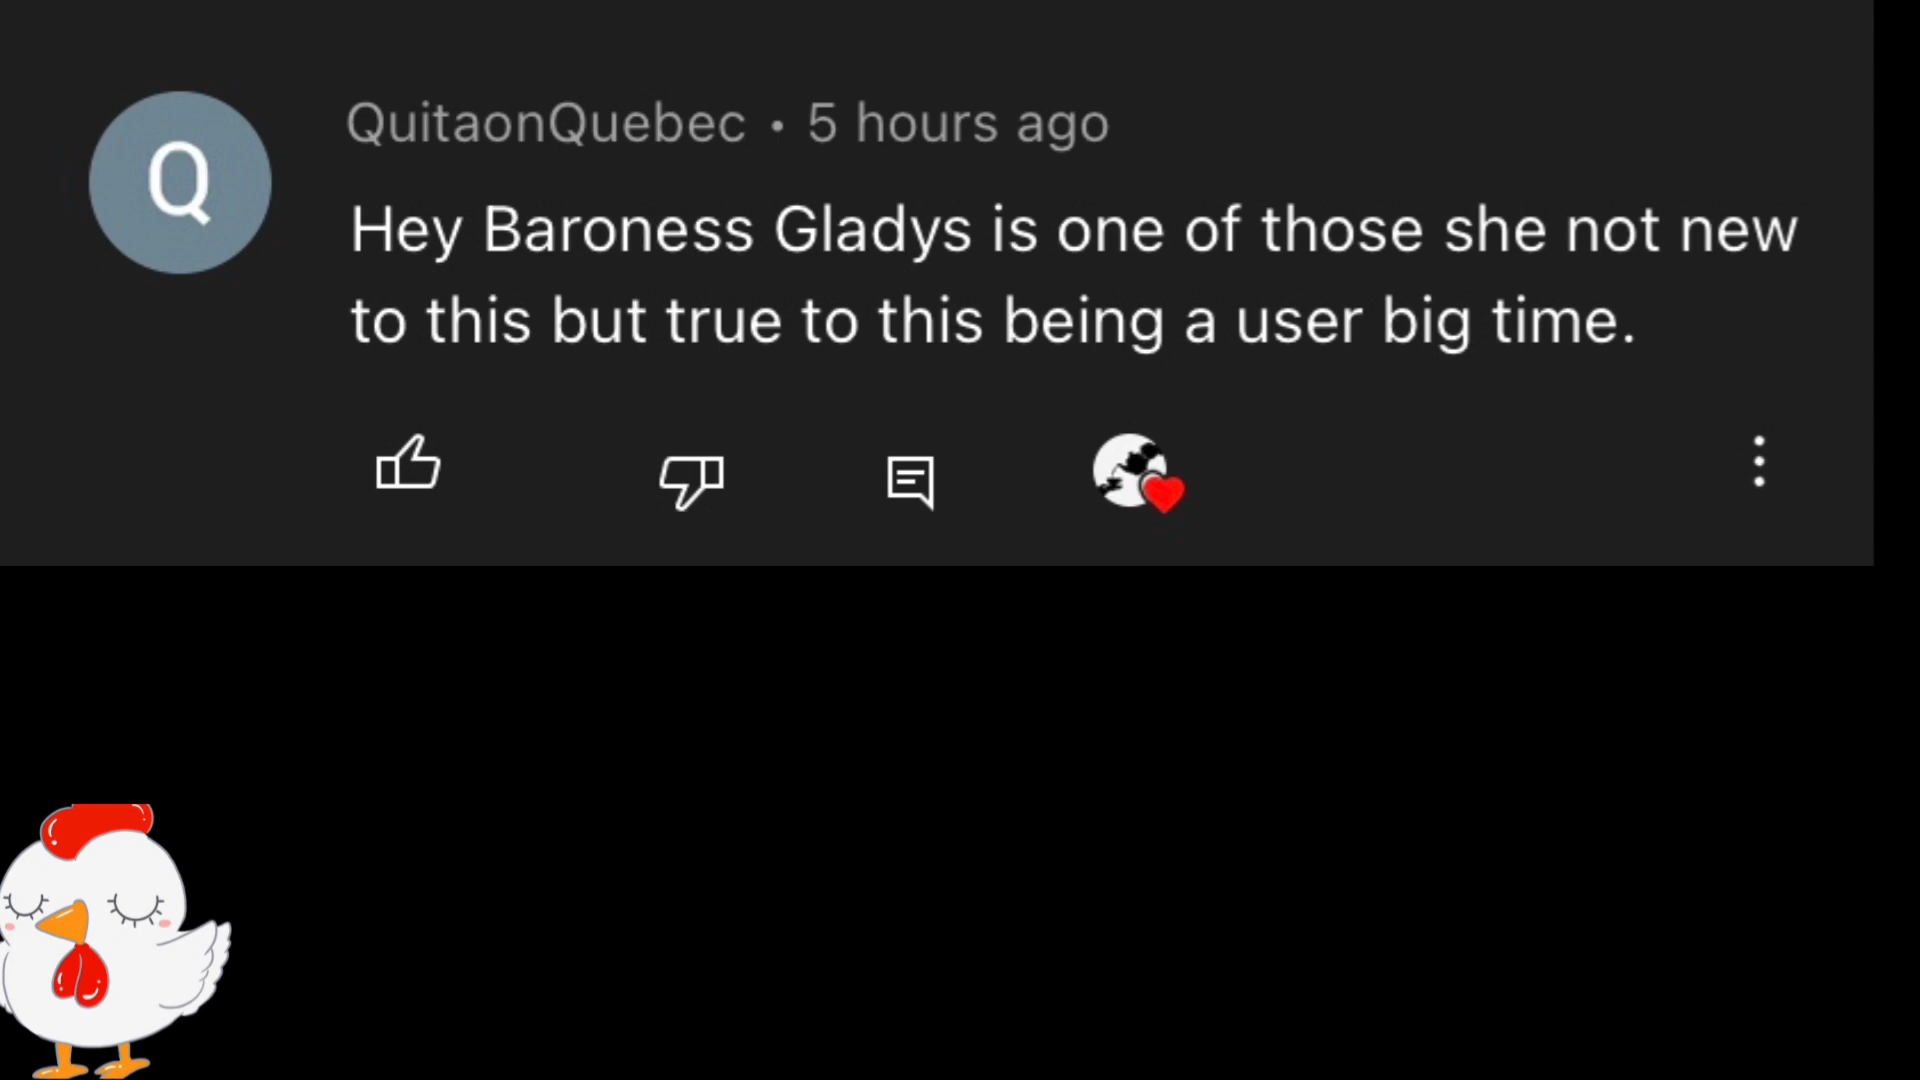 Q
QuitaonQuebec • 5 hours ago
Hey Baroness Gladys is one of those she not new
to this but true to this being a user big time.